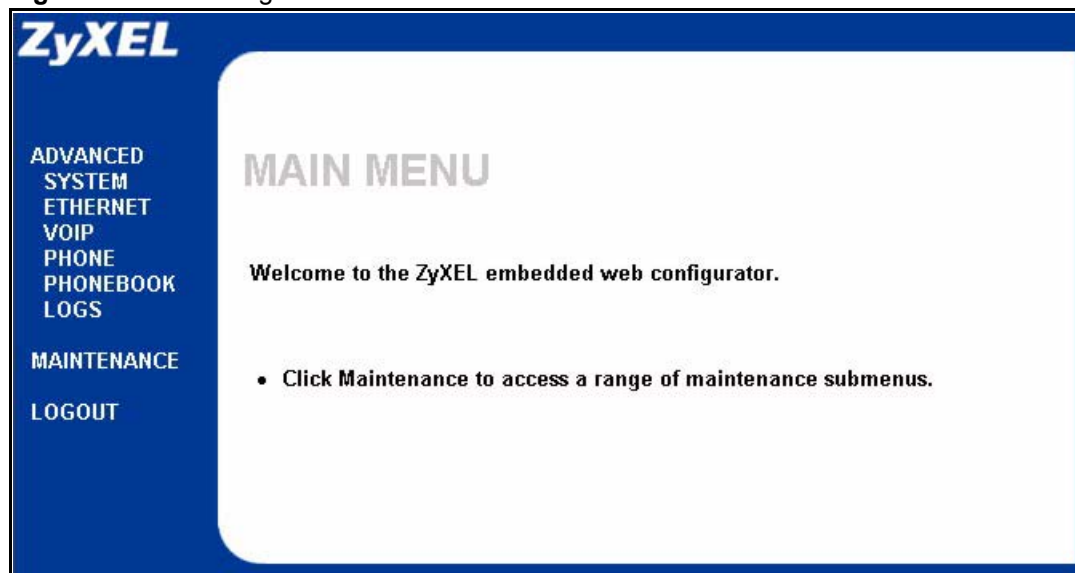 ZyXEL
ADVANCED
SYSTEM
ETHERNET
VOIP
PHONE
PHONEBOOK
LOGS
MAINTENANCE
LOGOUT
MAIN MENU
Welcome to the ZyXEL embedded web configurator.
• Click Maintenance to access a range of maintenance submenus.